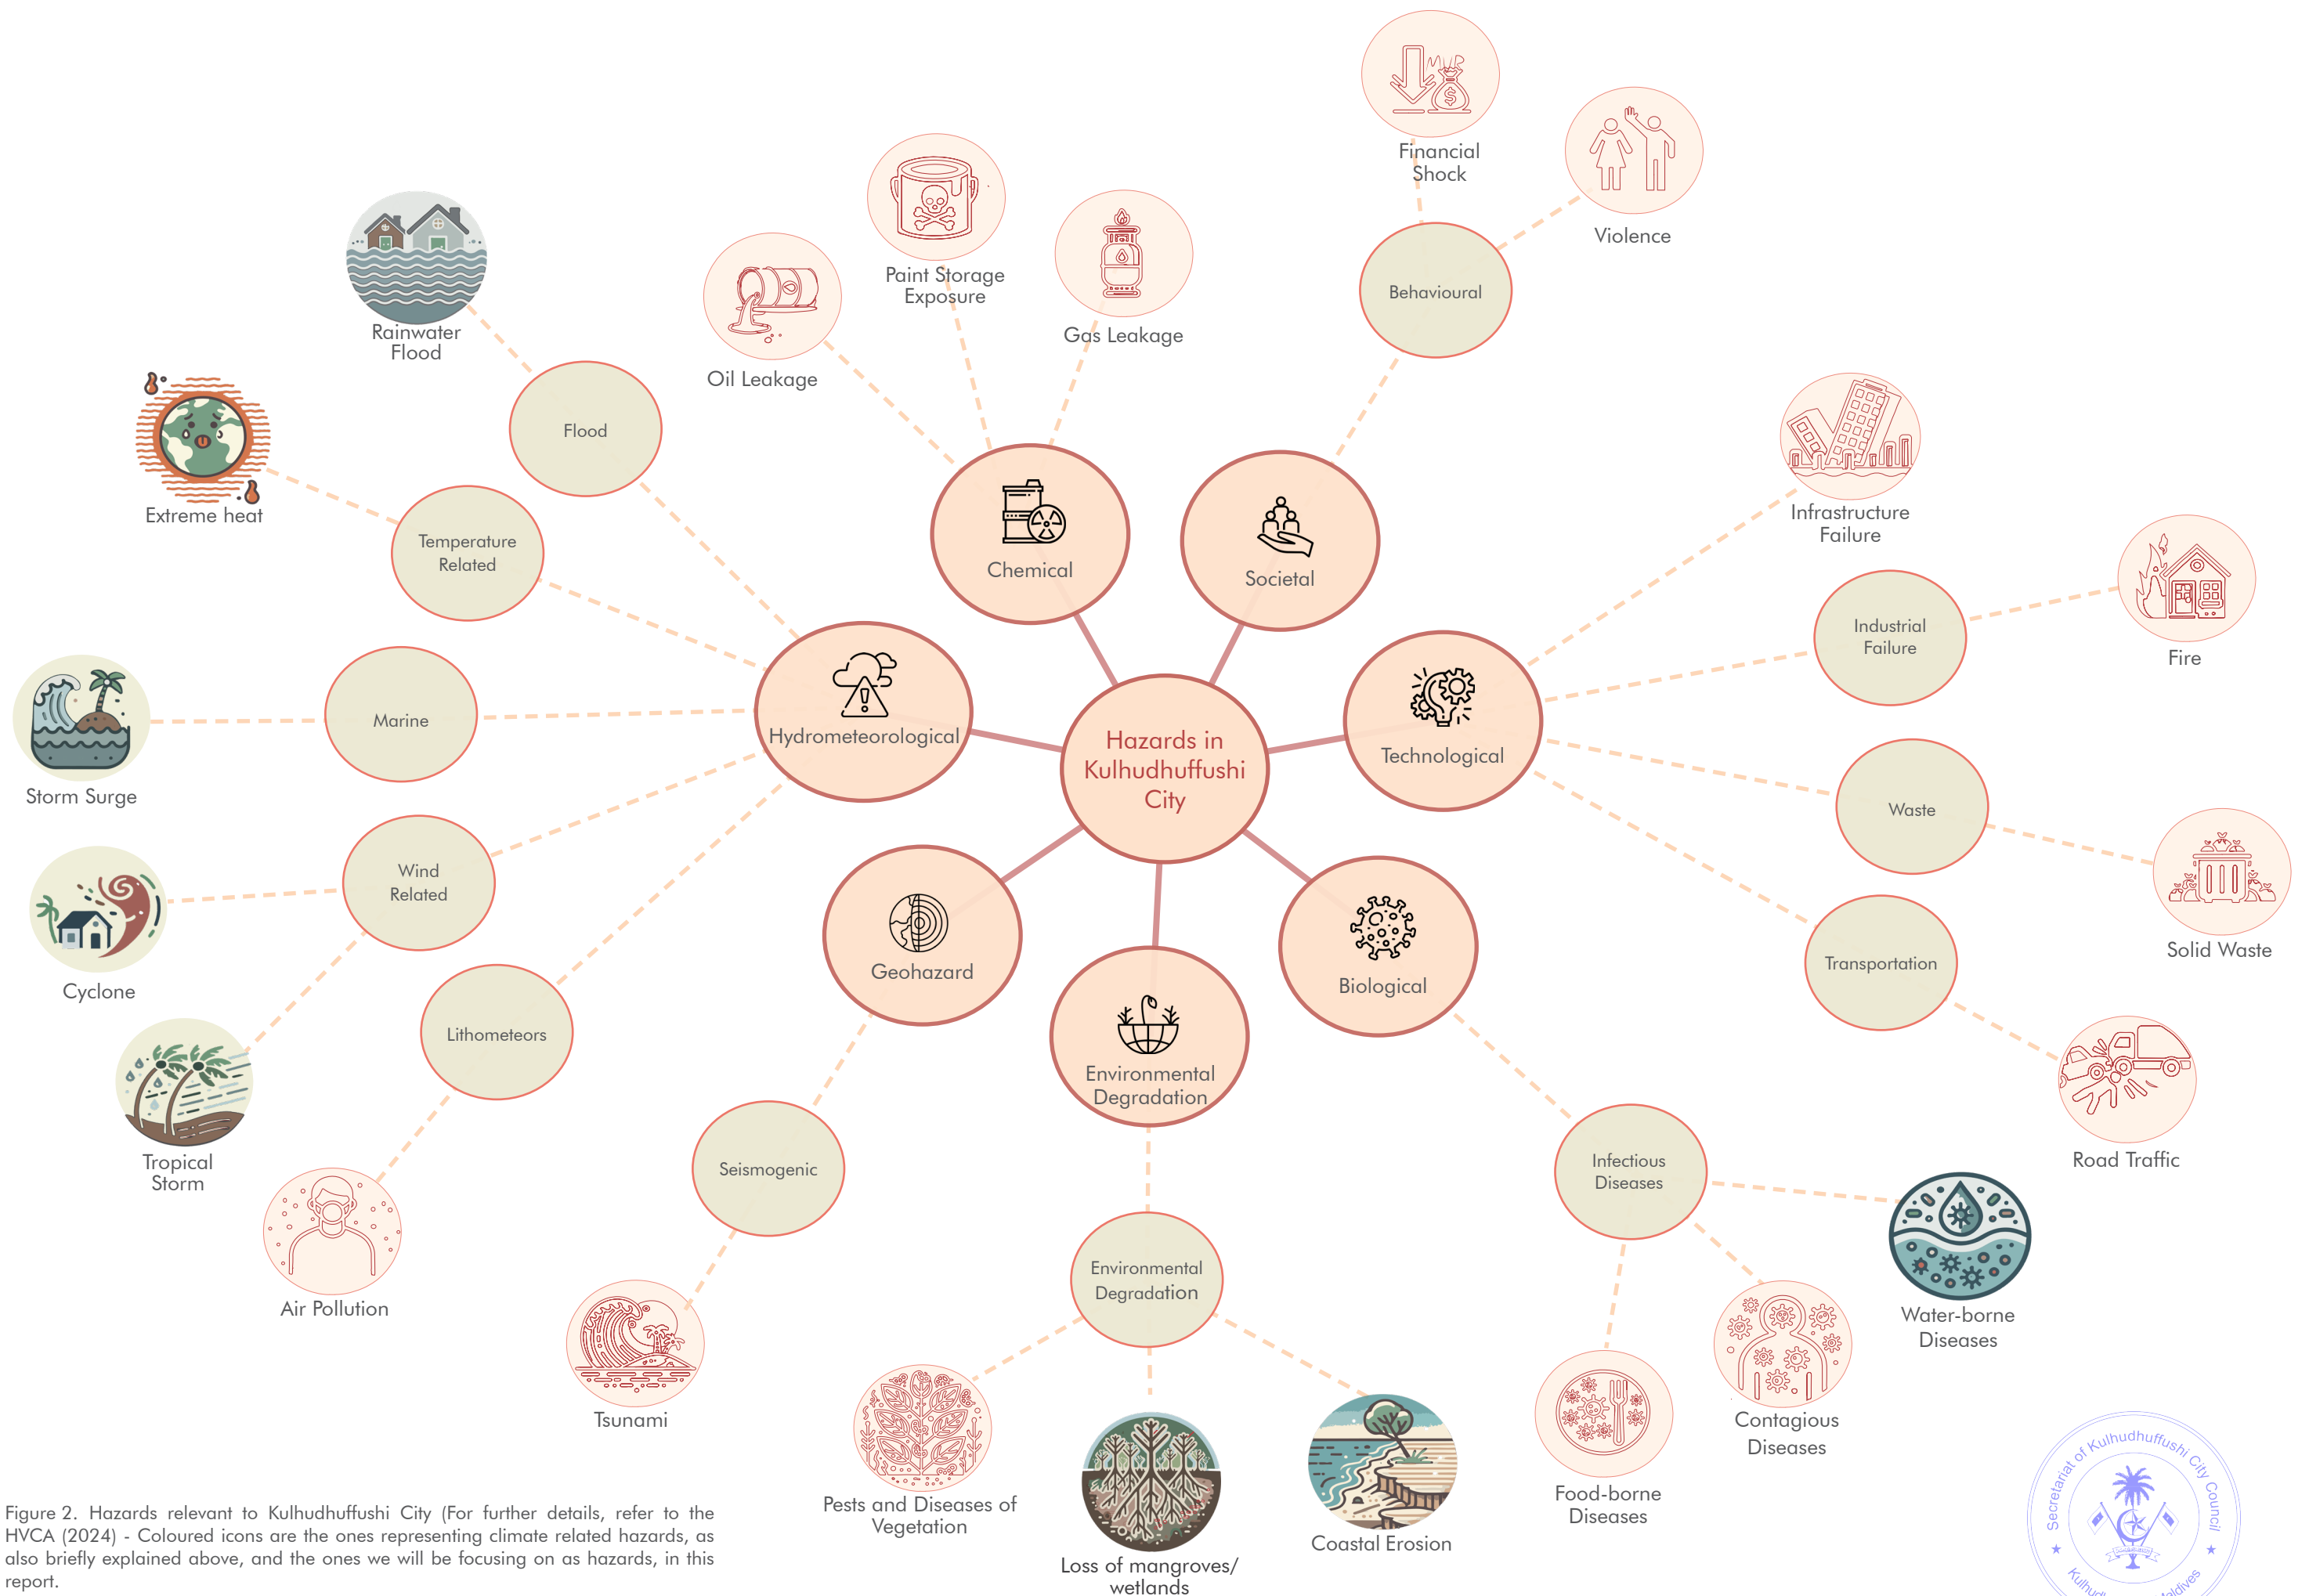 Financial
Shock
Violence
Behavioural
Paint Storage
Exposure
Gas Leakage
Oil Leakage
Rainwater
Flood
Flood
Extreme heat
Temperature
Related
Infrastructure
Failure
Chemical
Societal
Industrial
Failure
Fire
Marine
Storm Surge
Hydrometeorological
Hazards in
Kulhudhuffushi
City
Technological
Waste
Solid Waste
Wind
Related
Cyclone
Geohazard
Biological
Transportation
Lithometeors
Environmental
Degradation
Tropical
Storm
Seismogenic
Infectious
Diseases
Road Traffic
Air Pollution
Environmental
Degradation
Water-borne
Diseases
Tsunami
Contagious
Diseases
Pests and Diseases of
Vegetation
Loss of mangroves/
wetlands
Coastal Erosion
Food-borne
Diseases
Figure 2. Hazards relevant to Kulhudhuffushi City (For further details, refer to the
HVCA (2024) - Coloured icons are the ones representing climate related hazards, as
also briefly explained above, and the ones we will be focusing on as hazards, in this
report.
Secretariat of Kulhudhuffushi City Council